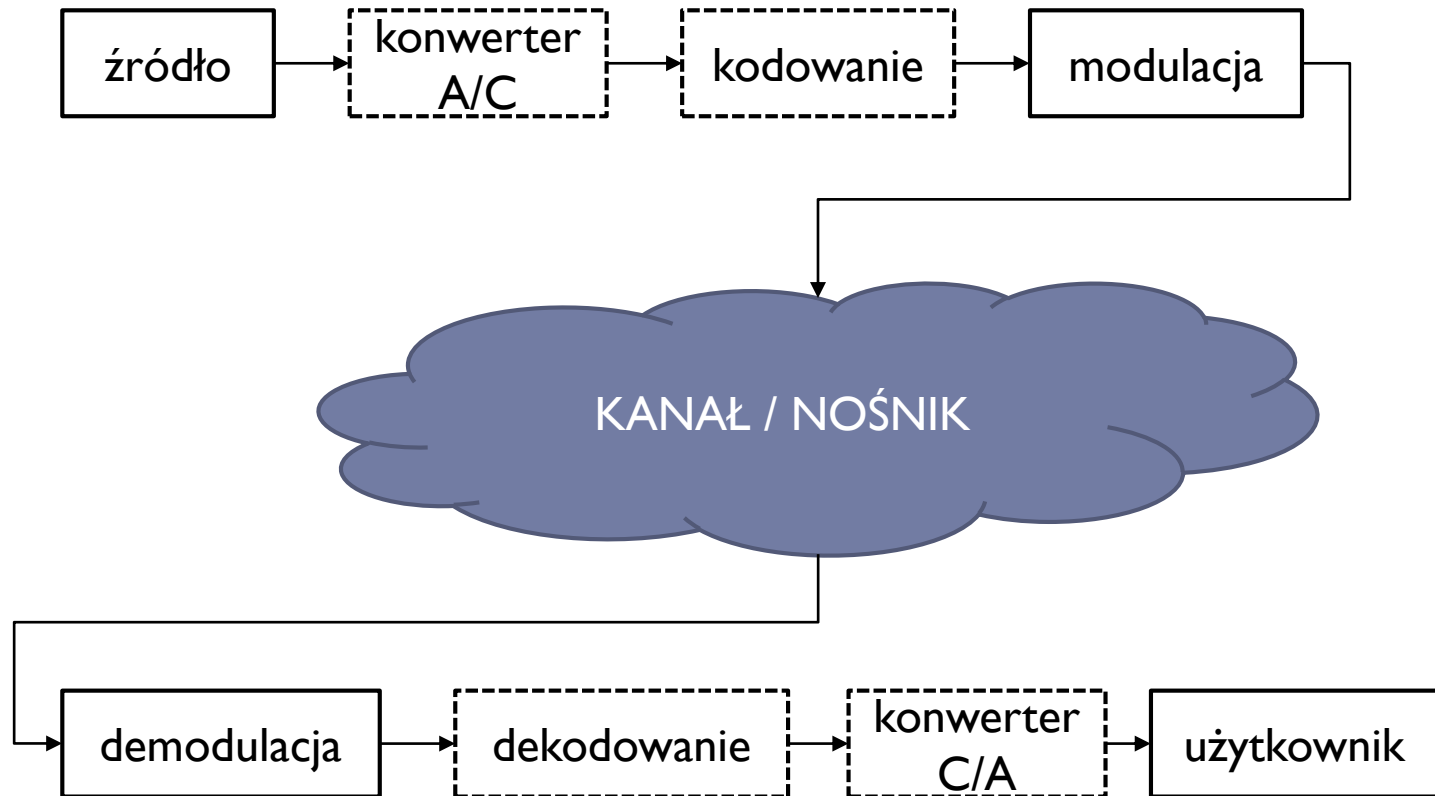 źródło
konwerter
A/C
kodowanie
modulacja
KANAŁ / NOŚNIK
demodulacja
dekodowanie
konwerter
C/A
użytkownik